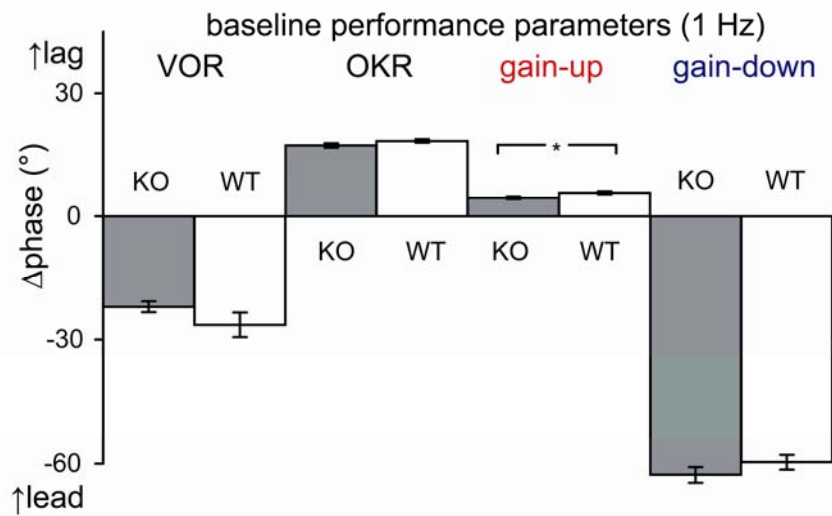 baseline performance parameters (1 Hz)
↑lag
VOR OKR gain-up gain-down
30
*
KO WT KO WT
0
KO WT KO WT
Δphase (°)
-30
-60
↑lead